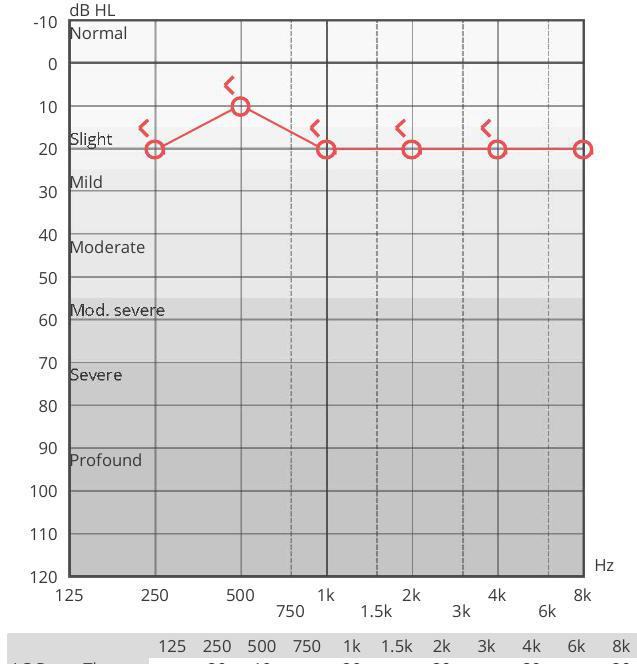 dB HL
-10
Normal
0
10
Slight
20
Mild
30
40
Moderate
50
Mod. severe
60
70
Severe
80
90
Profound
100
110
120
Hz
125 250 500 1k 2k 4k 8k
750 1.5k 3k 6k
125 250 500 750 1k 1.5k 2k 3k 4k 6k 8k